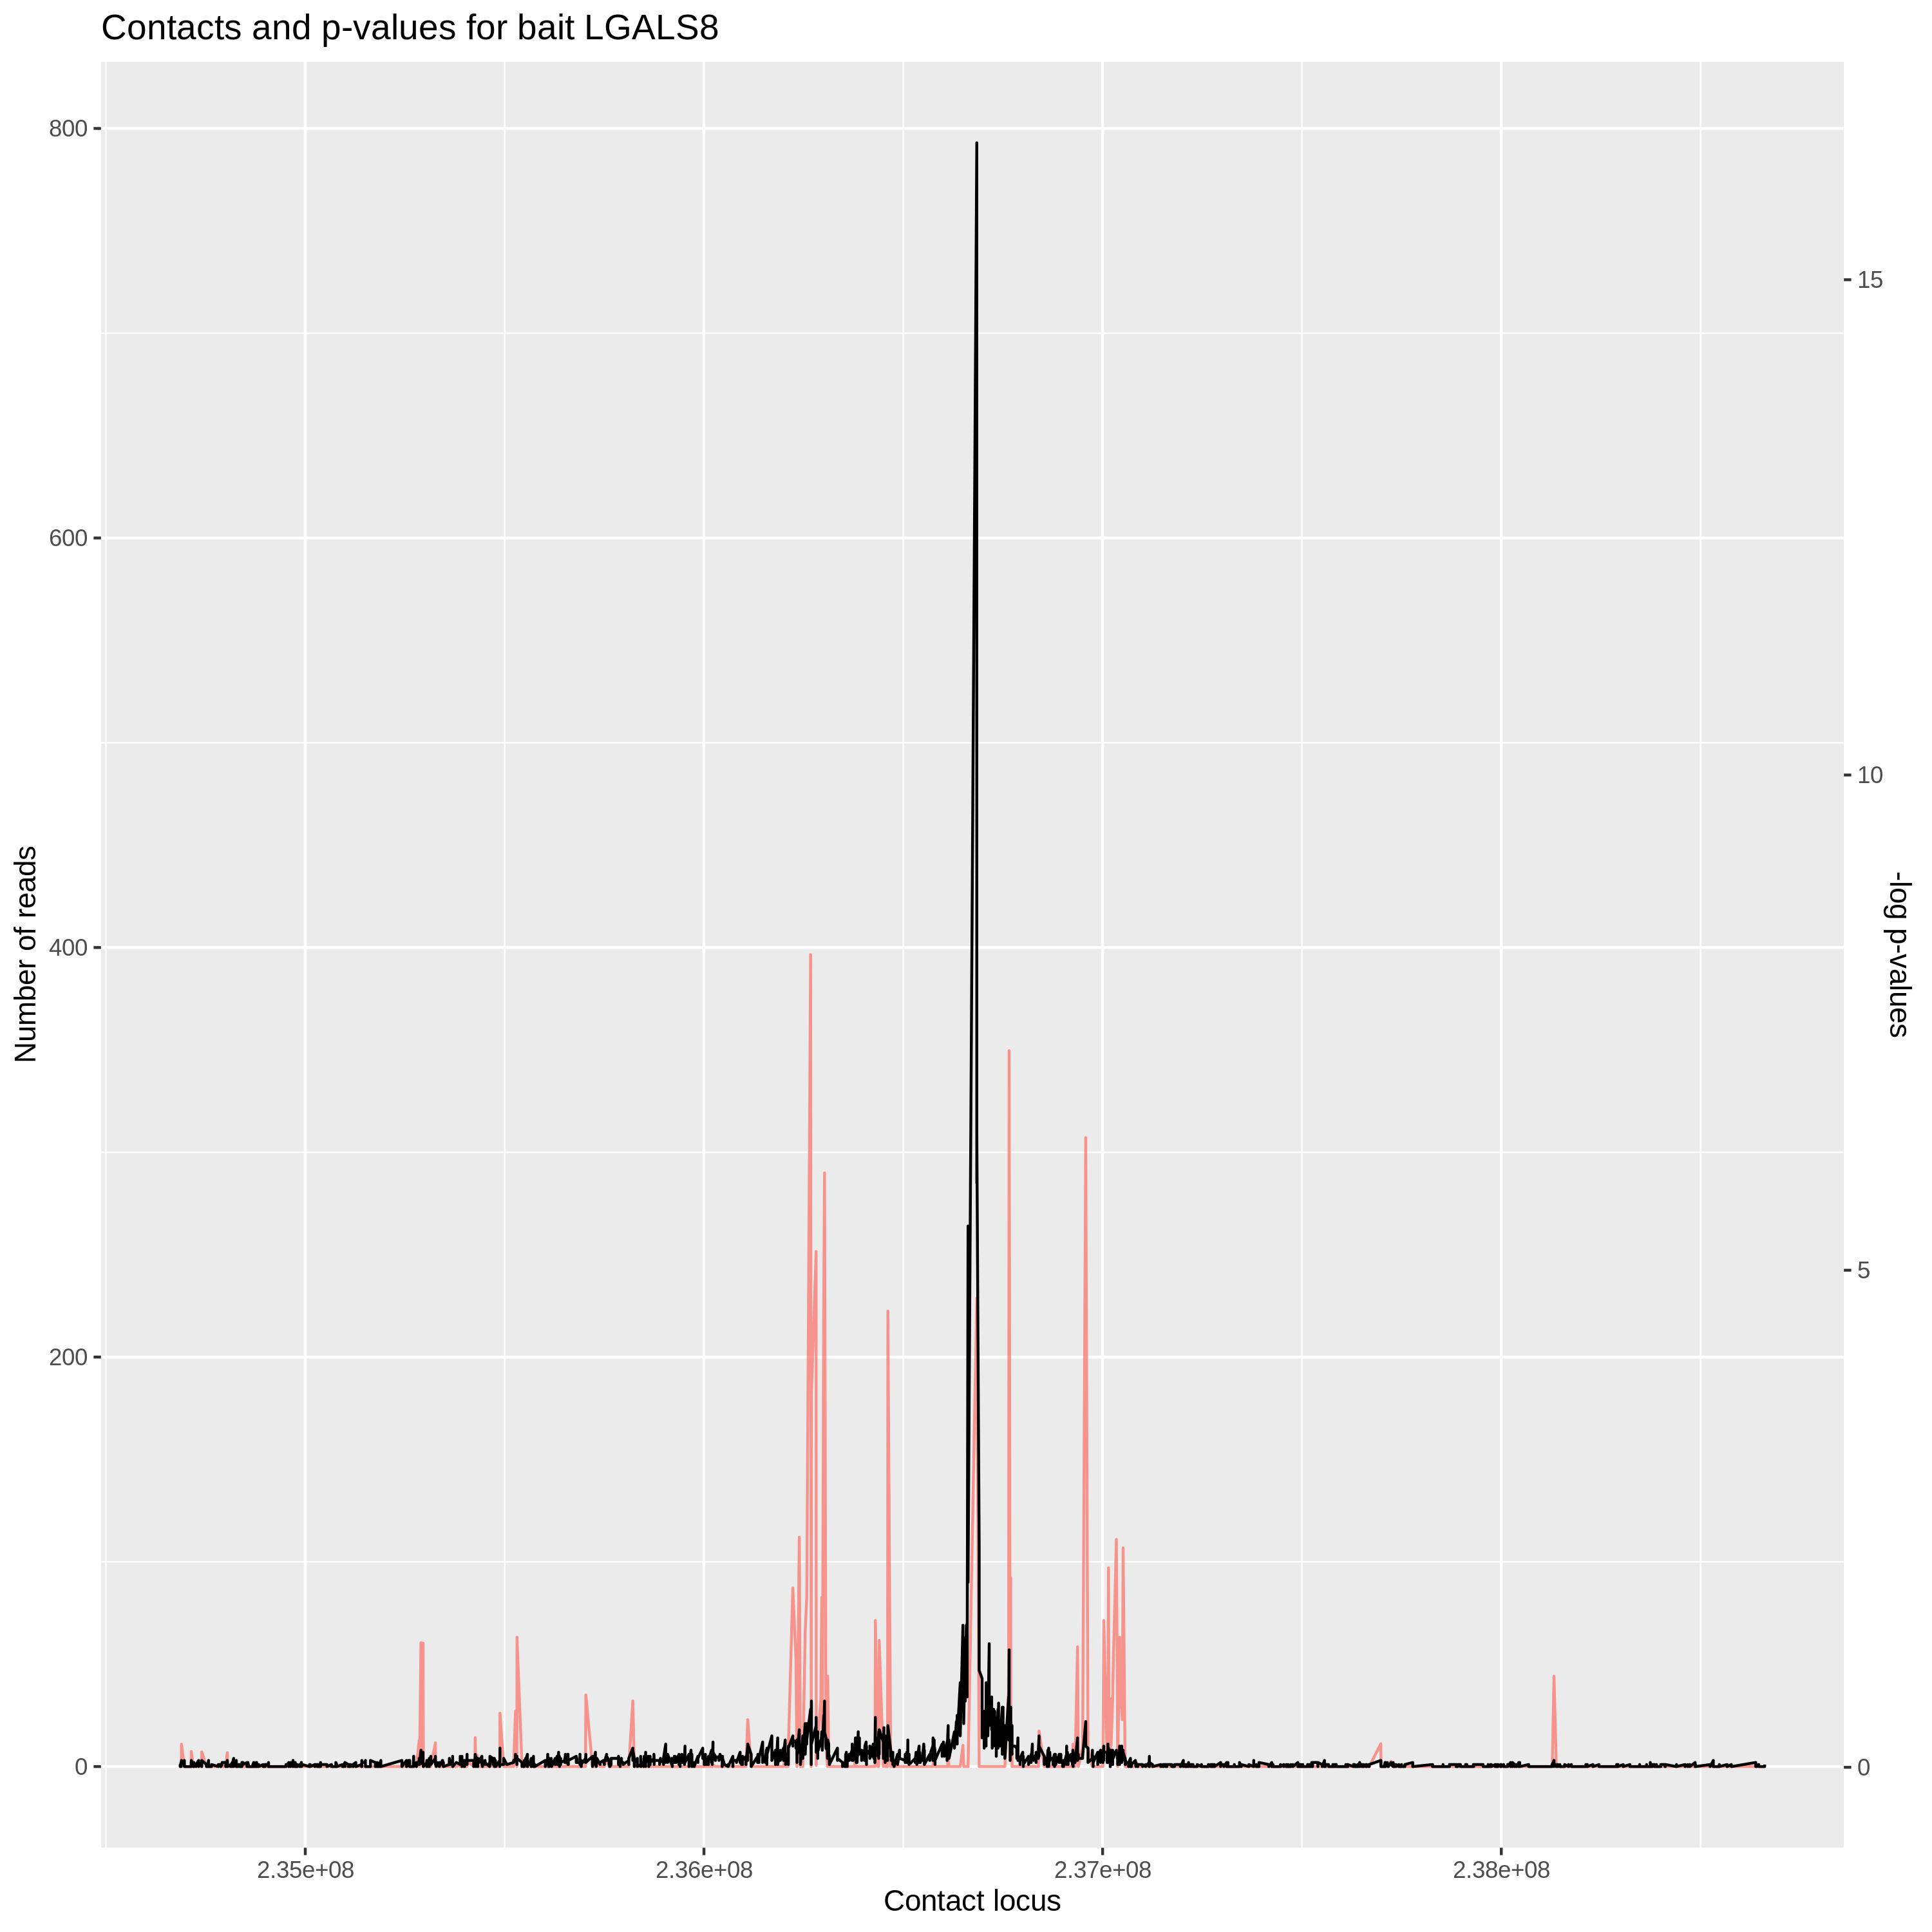 Contacts and p-values for bait LGALS8
800
600
400
200
0
Number of reads
15
10
5
0
-log p-values
2.35e+08
2.36e+08
2.37e+08
2.38e+08
Contact locus